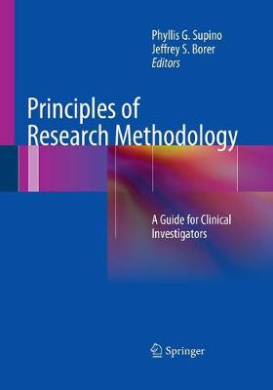 Phyllis G. Supino
Jeffrey S. Borer
Editors
Principles of
Research Methodology
A Guide for Clinical
Investigators
Springer